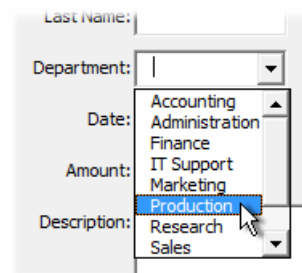 Last Name:
Department:
Accounting
Date:
Administration
Finance
Amount:
IT Support
Marketing
Production
Description:
Research
Sales